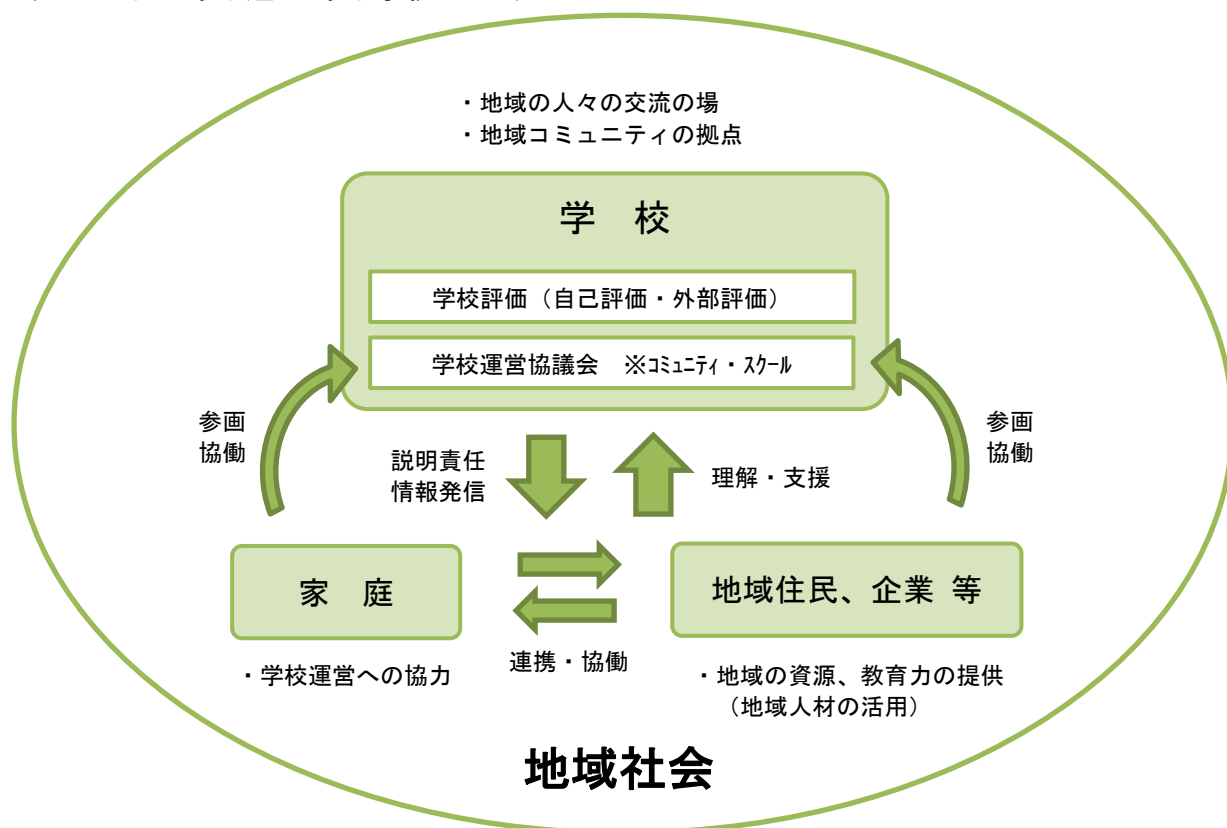 ・地域の人々の交流の場
・地域コミュニティの拠点
学　校
学校評価（自己評価・外部評価）
学校運営協議会　※ｺﾐｭﾆﾃｨ・ｽｸｰﾙ
参画
協働
説明責任
情報発信
理解・支援
参画
協働
家　庭
地域住民、企業 等
連携・協働
・学校運営への協力
・地域の資源、教育力の提供
（地域人材の活用）
地域社会